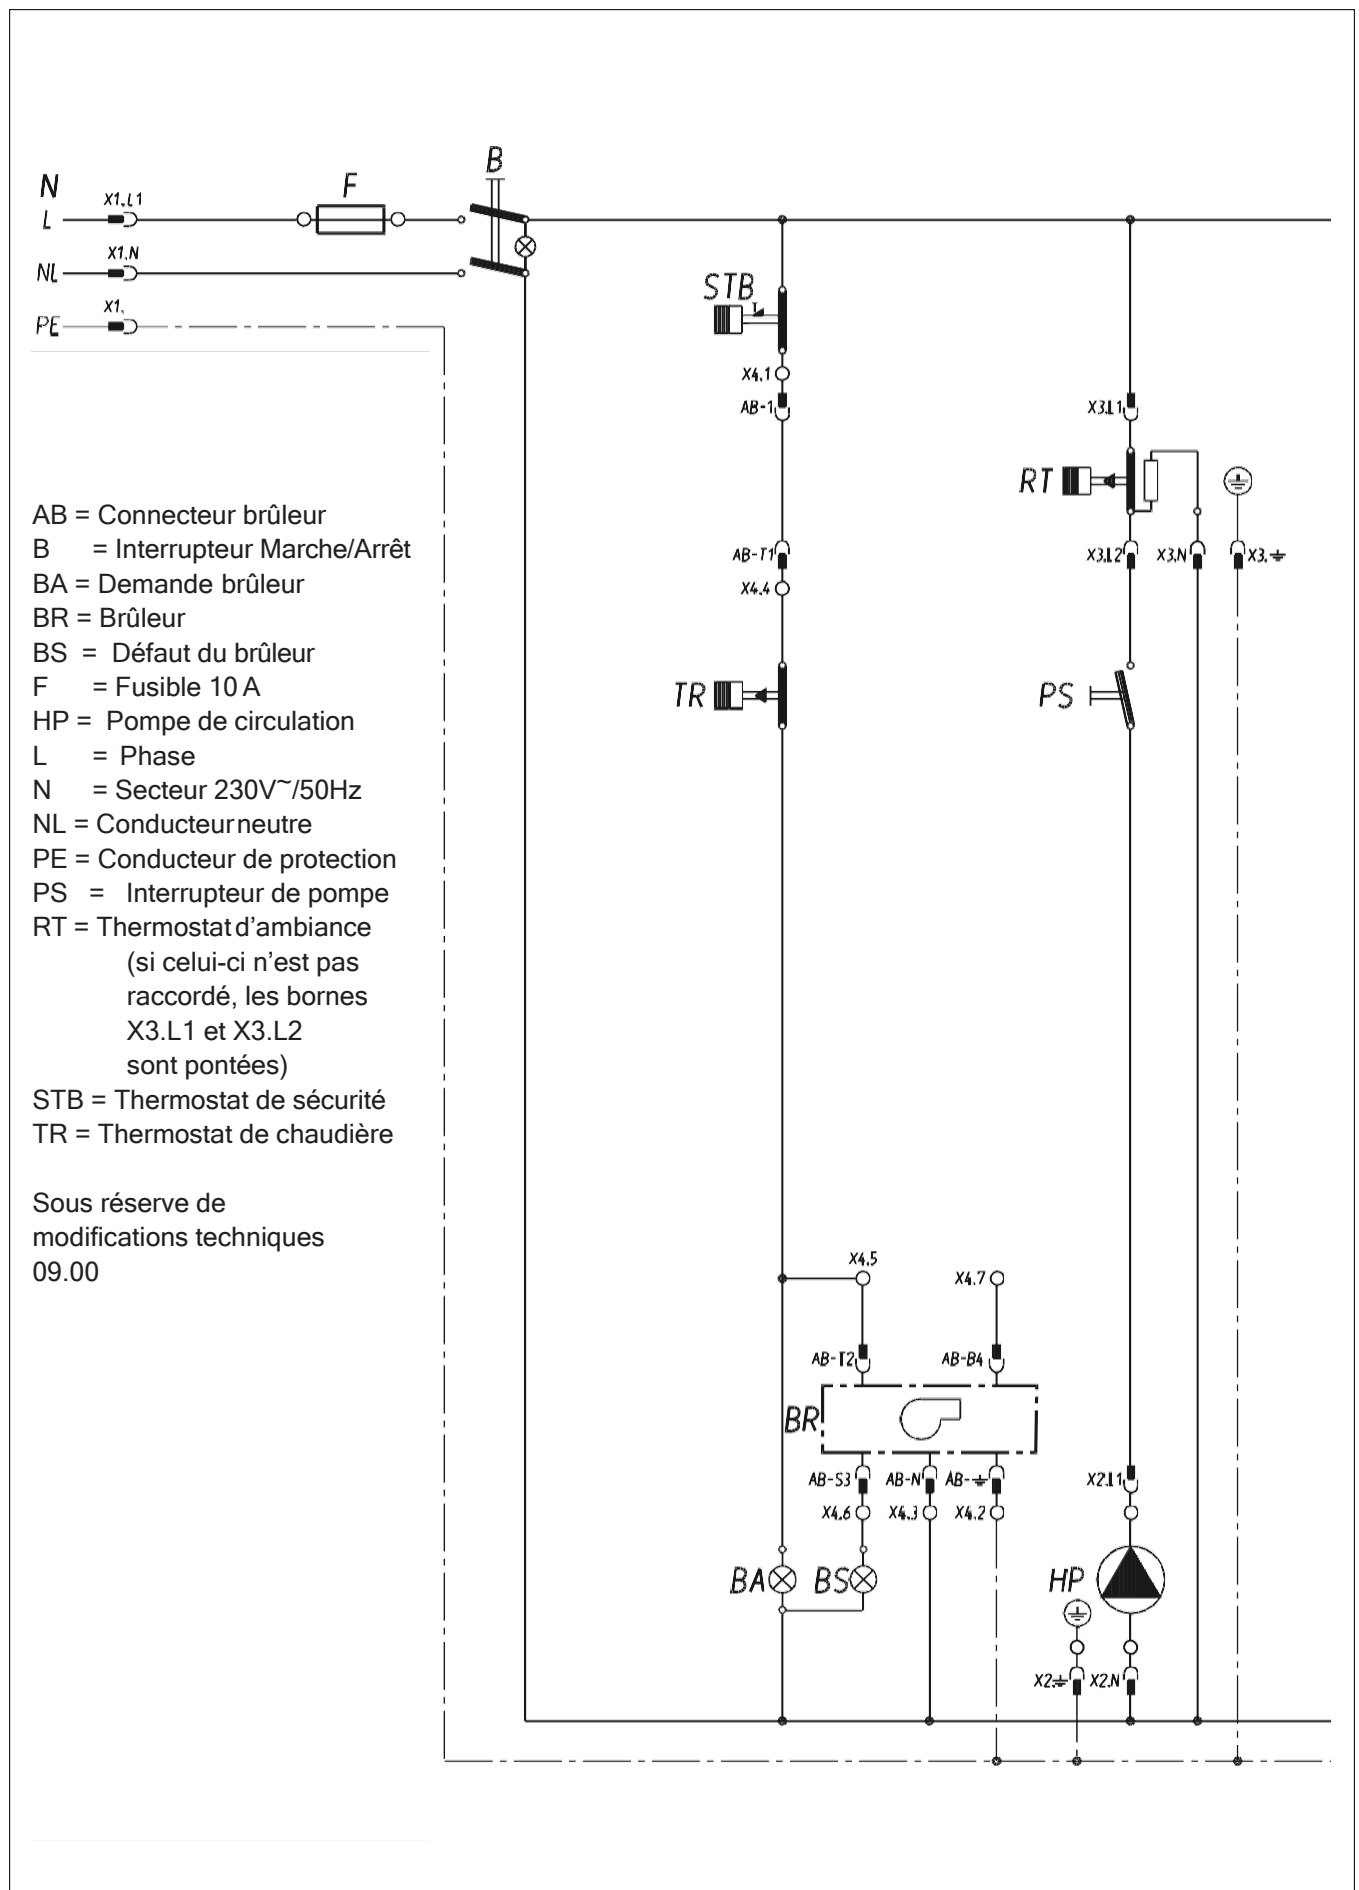 B
N
X1.L1
F
L
X1.N
NL
STB
X1.
PE
X4.1
AB-1
X3.L1
RT
AB = Connecteur brûleur
B = Interrupteur Marche/Arrêt
AB-T1
X3.L2
X3.N
X3.
BA = Demande brûleur
X4.4
BR = Brûleur
BS = Défaut du brûleur
F = Fusible 10 A
TR
PS
HP = Pompe de circulation
L = Phase
N = Secteur 230V~/50Hz
NL = Conducteur neutre
PE = Conducteur de protection
PS = Interrupteur de pompe
RT = Thermostat d’ambiance
(si celui-ci n’est pas
raccordé, les bornes
X3.L1 et X3.L2
sont pontées)
STB = Thermostat de sécurité
TR = Thermostat de chaudière
Sous réserve de
modifications techniques
09.00
X4.5
X4.7
AB-T2
AB-B4
BR
AB-S3
AB-N
AB-
X2.L1
X4.6
X4.3
X4.2
BA
BS
HP
X2.
X2.N